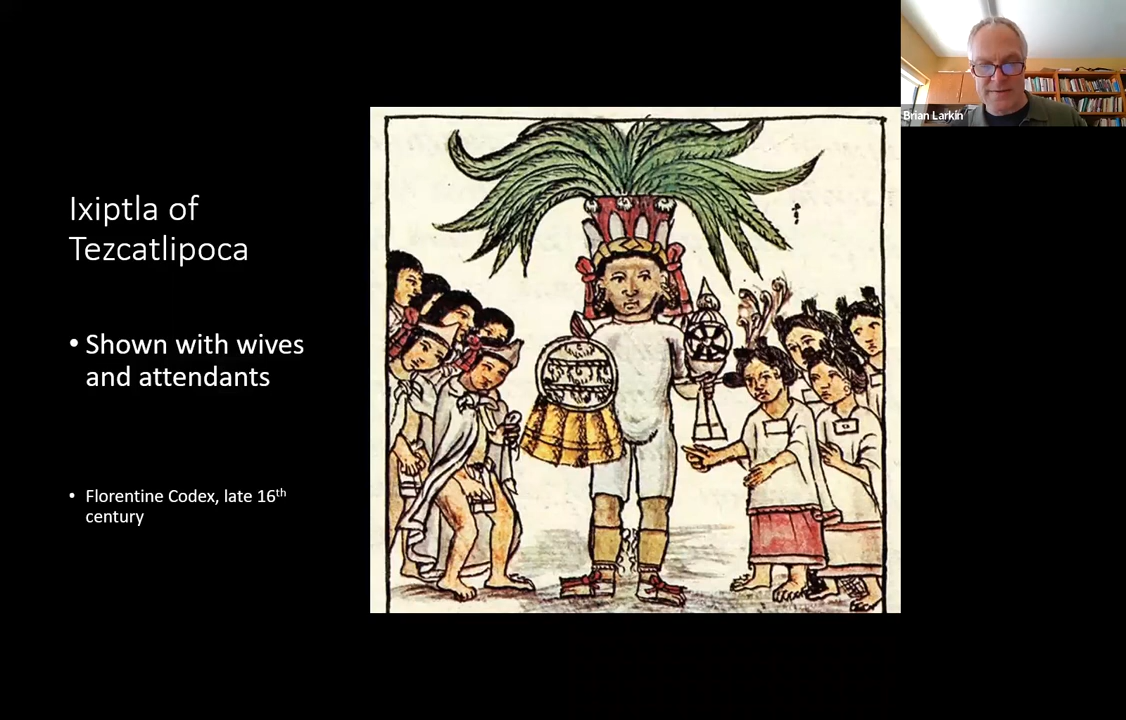 Ixiptla of
Tezcatlipoca
• Shown with wives
and attendants
• Florentine Codex, late 16th
century
Brian Larkin